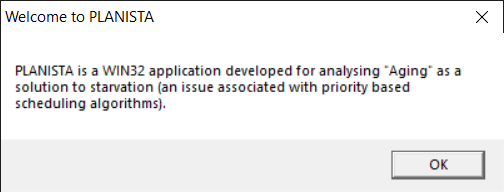 Welcome to PLANISTA
PLANISTA is a WIN32 application developed for analysing "Aging" as a
solution to starvation (an issue associated with priority based
scheduling algorithms).
OK